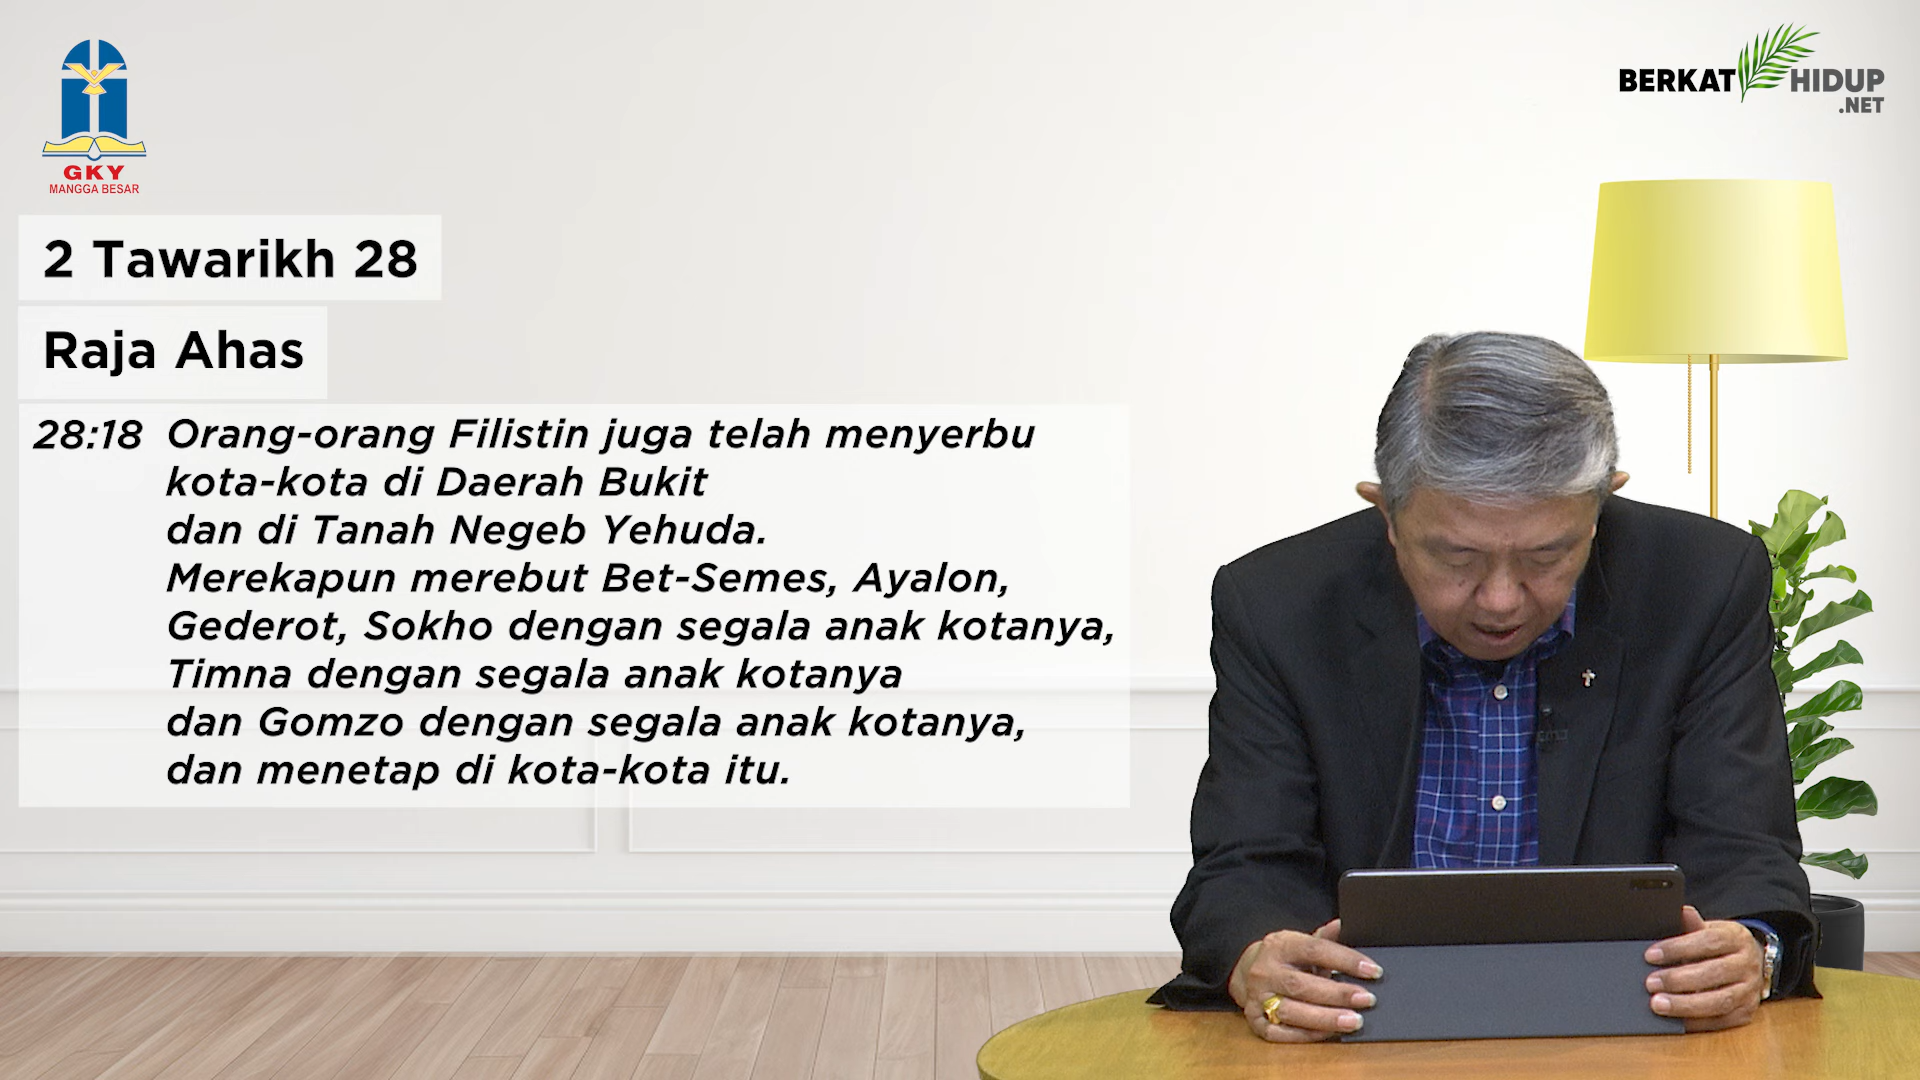 GKY
MANGGA BESAR
BERKAT HIDUP
.NET
2 Tawarikh 28
Raja Ahas
28:18 Orang-orang Filistin juga telah menyerbu
kota-kota di Daerah Bukit
dan di Tanah Negeb Yehuda.
Merekapun merebut Bet-Semes, Ayalon,
Gederot, Sokho dengan segala anak kotanya,
Timna dengan segala anak kotanya
dan Gomzo dengan segala anak kotanya,
dan menetap di kota-kota itu.